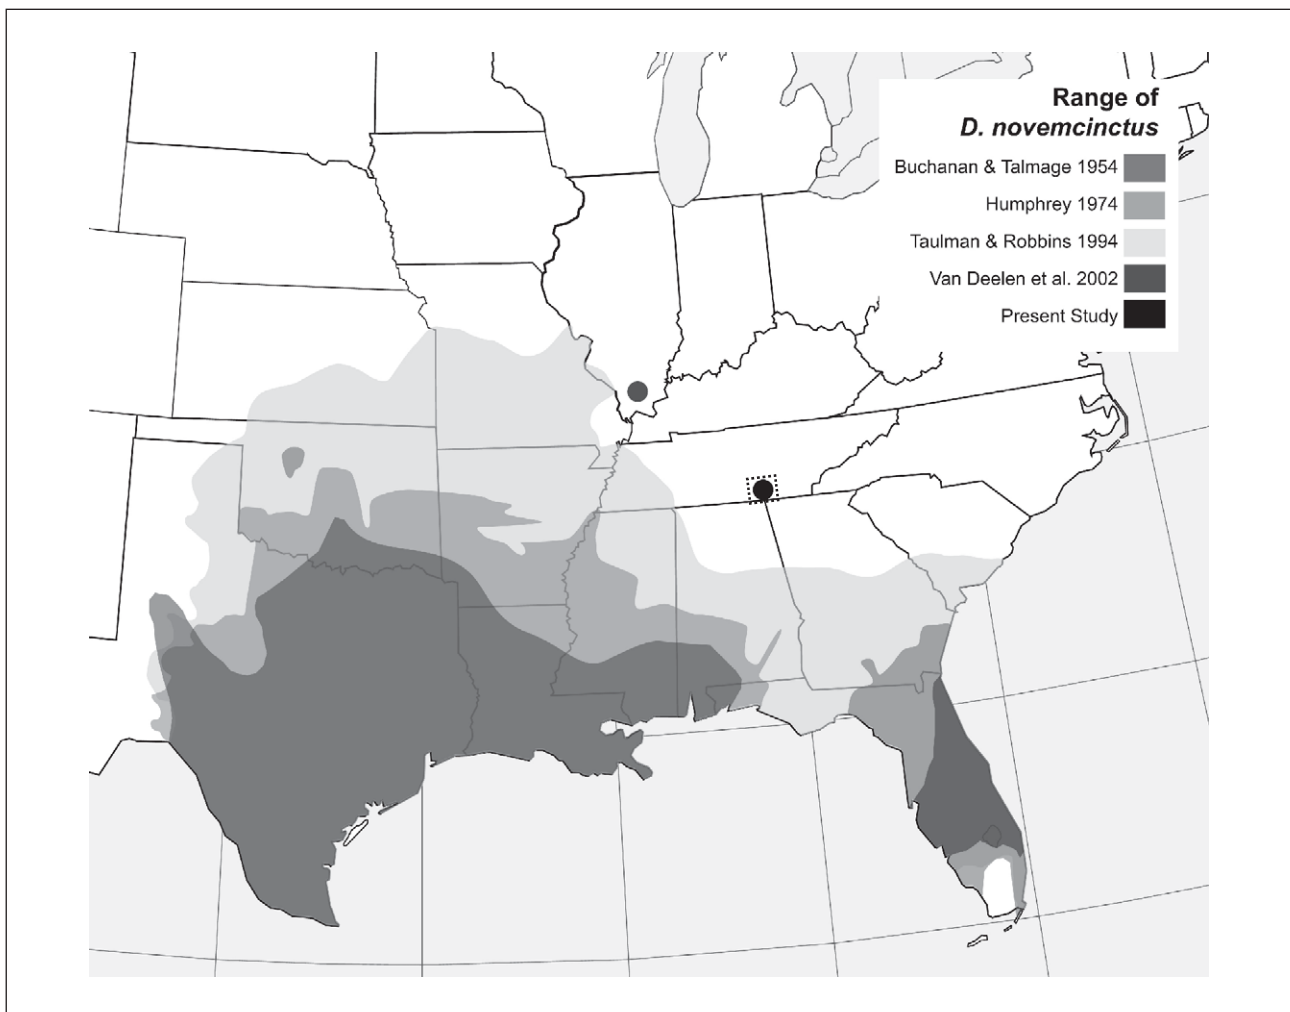 Range of
D. novemcinctus
Buchanan & Talmage 1954
Humphrey 1974
Taulman & Robbins 1994
Van Deelen et al. 2002
Present Study